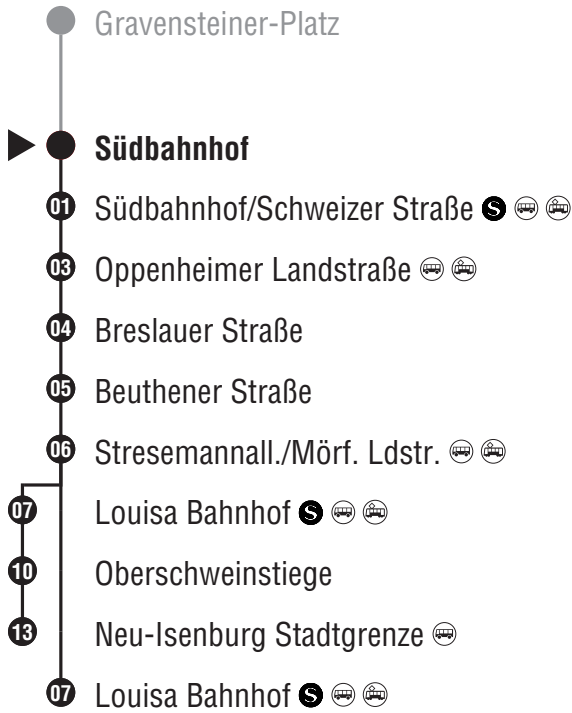 Gravensteiner-Platz
Südbahnhof
01 Südbahnhof/Schweizer Straße S
03 Oppenheimer Landstraße
04 Breslauer Straße
05 Beuthener Straße
06 Stresemannall./Mörf. Ldstr.
07 Louisa Bahnhof S
10 Oberschweinstiege
13 Neu-Isenburg Stadtgrenze
07 Louisa Bahnhof S